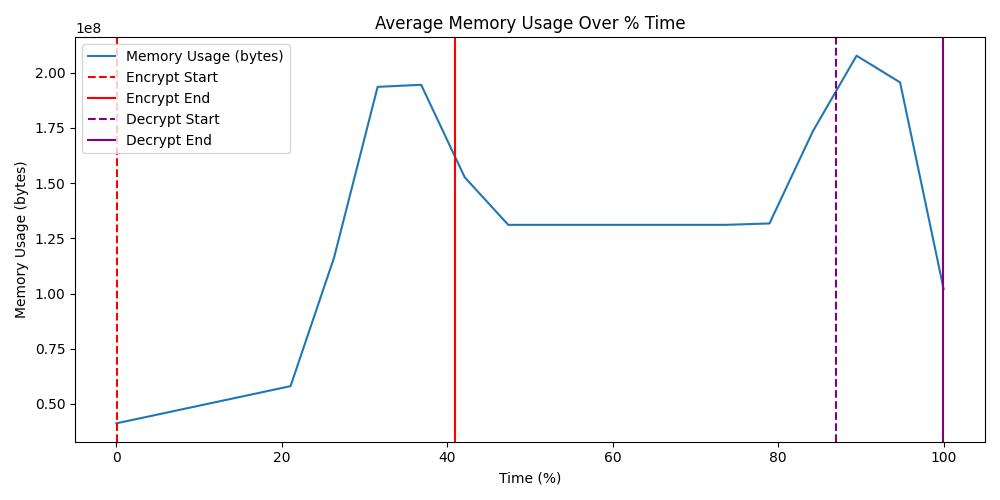 Average Memory Usage Over % Time
1e8
Memory Usage (bytes)
Encrypt Start
Encrypt End
Decrypt Start
Decrypt End
2.00
1.75
1.50
1.25
1.00
0.75
0.50
Memory Usage (bytes)
0 20 40 60 80 100
Time (%)